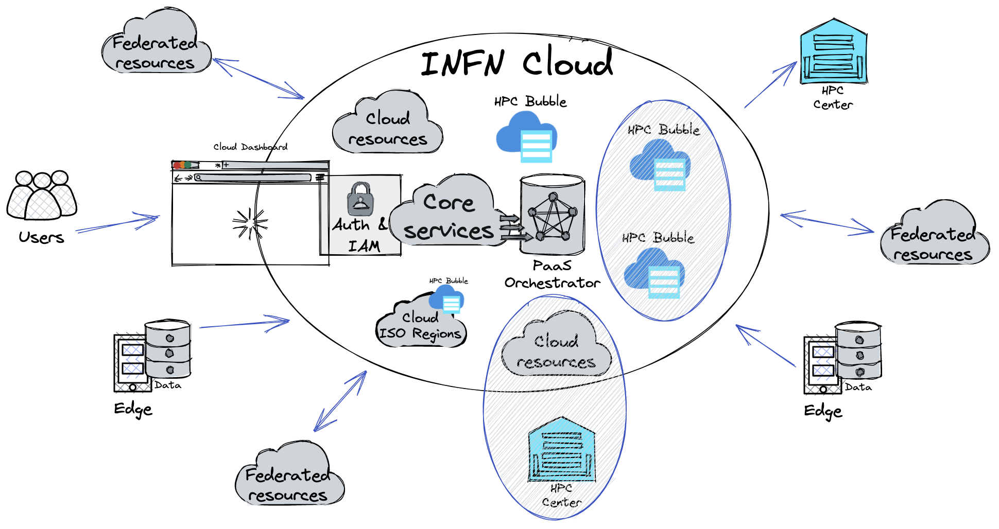 Federated
resources
INFN Cloud
HPC
Center
Cloud
resources
HPC Bubble
HPC Bubble
Cloud Dashboard
Users
Auth &
IAM
Core
services
PaaS
Orchestrator
HPC Bubble
Federated
resources
HPC Bubble
Cloud
ISO Regions
Cloud
resources
Data
Edge
Data
Edge
Federated
resources
HPC
Center